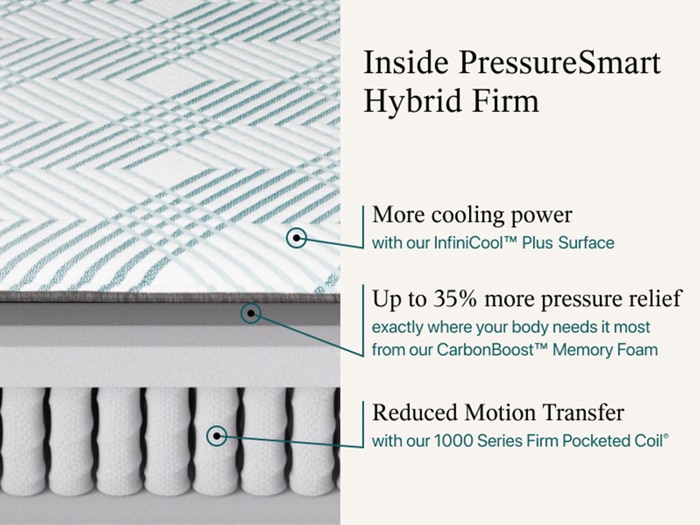 Inside PressureSmart
Hybrid Firm
More cooling power
with our InfiniCool™ Plus Surface
Up to 35% more pressure relief
exactly where your body needs it most
from our CarbonBoost™ Memory Foam
Reduced Motion Transfer
with our 1000 Series Firm Pocketed Coil®